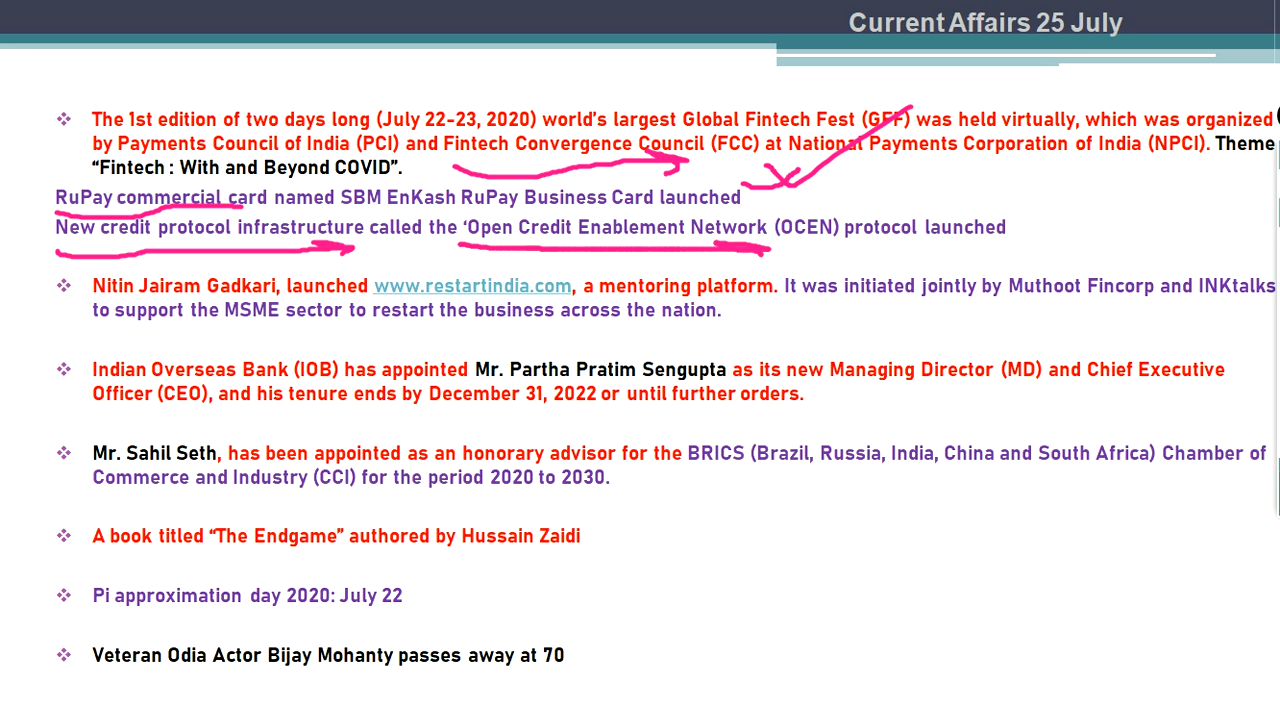 Current Affairs 25 July
❖ The 1st edition of two days long (July 22-23, 2020) world's largest Global Fintech Fest (GFF) was held virtually, which was organized
by Payments Council of India (PCI) and Fintech Convergence Council (FCC) at National Payments Corporation of India (NPCI). Theme
“Fintech : With and Beyond COVID”.
RuPay commercial card named SBM EnKash RuPay Business Card launched
New credit protocol infrastructure called the ‘Open Credit Enablement Network (OCEN) protocol launched
❖ Nitin Jairam Gadkari, launched www.restartindia.com, a mentoring platform. It was initiated jointly by Muthoot Fincorp and INKtalks
to support the MSME sector to restart the business across the nation.
❖ Indian Overseas Bank (IOB) has appointed Mr. Partha Pratim Sengupta as its new Managing Director (MD) and Chief Executive
Officer (CEO), and his tenure ends by December 31, 2022 or until further orders.
❖ Mr. Sahil Seth, has been appointed as an honorary advisor for the BRICS (Brazil, Russia, India, China and South Africa) Chamber of
Commerce and Industry (CCI) for the period 2020 to 2030.
❖ A book titled “The Endgame” authored by Hussain Zaidi
❖ Pi approximation day 2020: July 22
❖ Veteran Odia Actor Bijay Mohanty passes away at 70